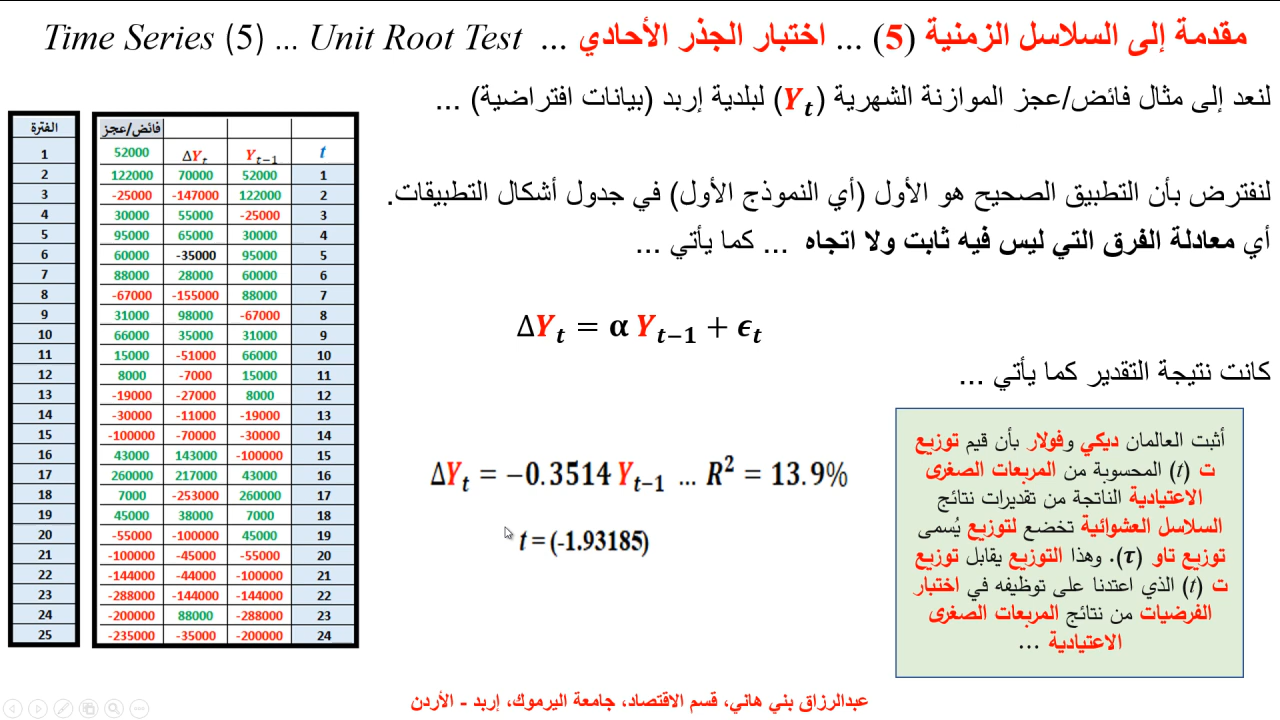 مقدمة إلى السلاسل الزمنية (5) ... اختبار الجذر الأحادي ... Time Series (5) ... Unit Root Test
لنعد إلى مثال فائض/عجز الموازنة الشهرية (Yt) لبلدية إربد (بيانات افتراضية) ...
لنفترض بأن التطبيق الصحيح هو الأول (أي النموذج الأول) في جدول أشكال التطبيقات.
أي معادلة الفرق التي ليس فيه ثابت ولا اتجاه ... كما يأتي ...
ΔYt = α Yt−1 + ϵt
كانت نتيجة التقدير كما يأتي ...
ΔYt = −0.3514 Yt−1 ... R² = 13.9%
t = (-1.93185)
أثبت العالمان ديكي وفولار بأن قيم توزيع
ت (t) المحسوبة من المربعات الصغرى
الاعتيادية الناتجة من تقديرات نتائج
السلاسل العشوائية تخضع لتوزيع يُسمى
توزيع تاو (τ). وهذا التوزيع يقابل توزيع
ت (t) الذي اعتدنا على توظيفه في اختبار
الفرضيات من نتائج المربعات الصغرى
الاعتيادية ...
الفترة فائض/عجز
1 52000 ΔYt Yt−1 t
2 122000 70000 52000 1
3 -25000 -147000 122000 2
4 30000 55000 -25000 3
5 95000 65000 30000 4
6 60000 -35000 95000 5
7 88000 28000 60000 6
8 -67000 -155000 88000 7
9 31000 98000 -67000 8
10 66000 35000 31000 9
11 15000 -51000 66000 10
12 8000 -7000 15000 11
13 -19000 -27000 8000 12
14 -30000 -11000 -19000 13
15 -100000 -70000 -30000 14
16 43000 143000 -100000 15
17 260000 217000 43000 16
18 7000 -253000 260000 17
19 45000 38000 7000 18
20 -55000 -100000 45000 19
21 -100000 -45000 -55000 20
22 -144000 -44000 -100000 21
23 -288000 -144000 -144000 22
24 -200000 88000 -288000 23
25 -235000 -35000 -200000 24
عبدالرزاق بني هاني، قسم الاقتصاد، جامعة اليرموك، إربد - الأردن